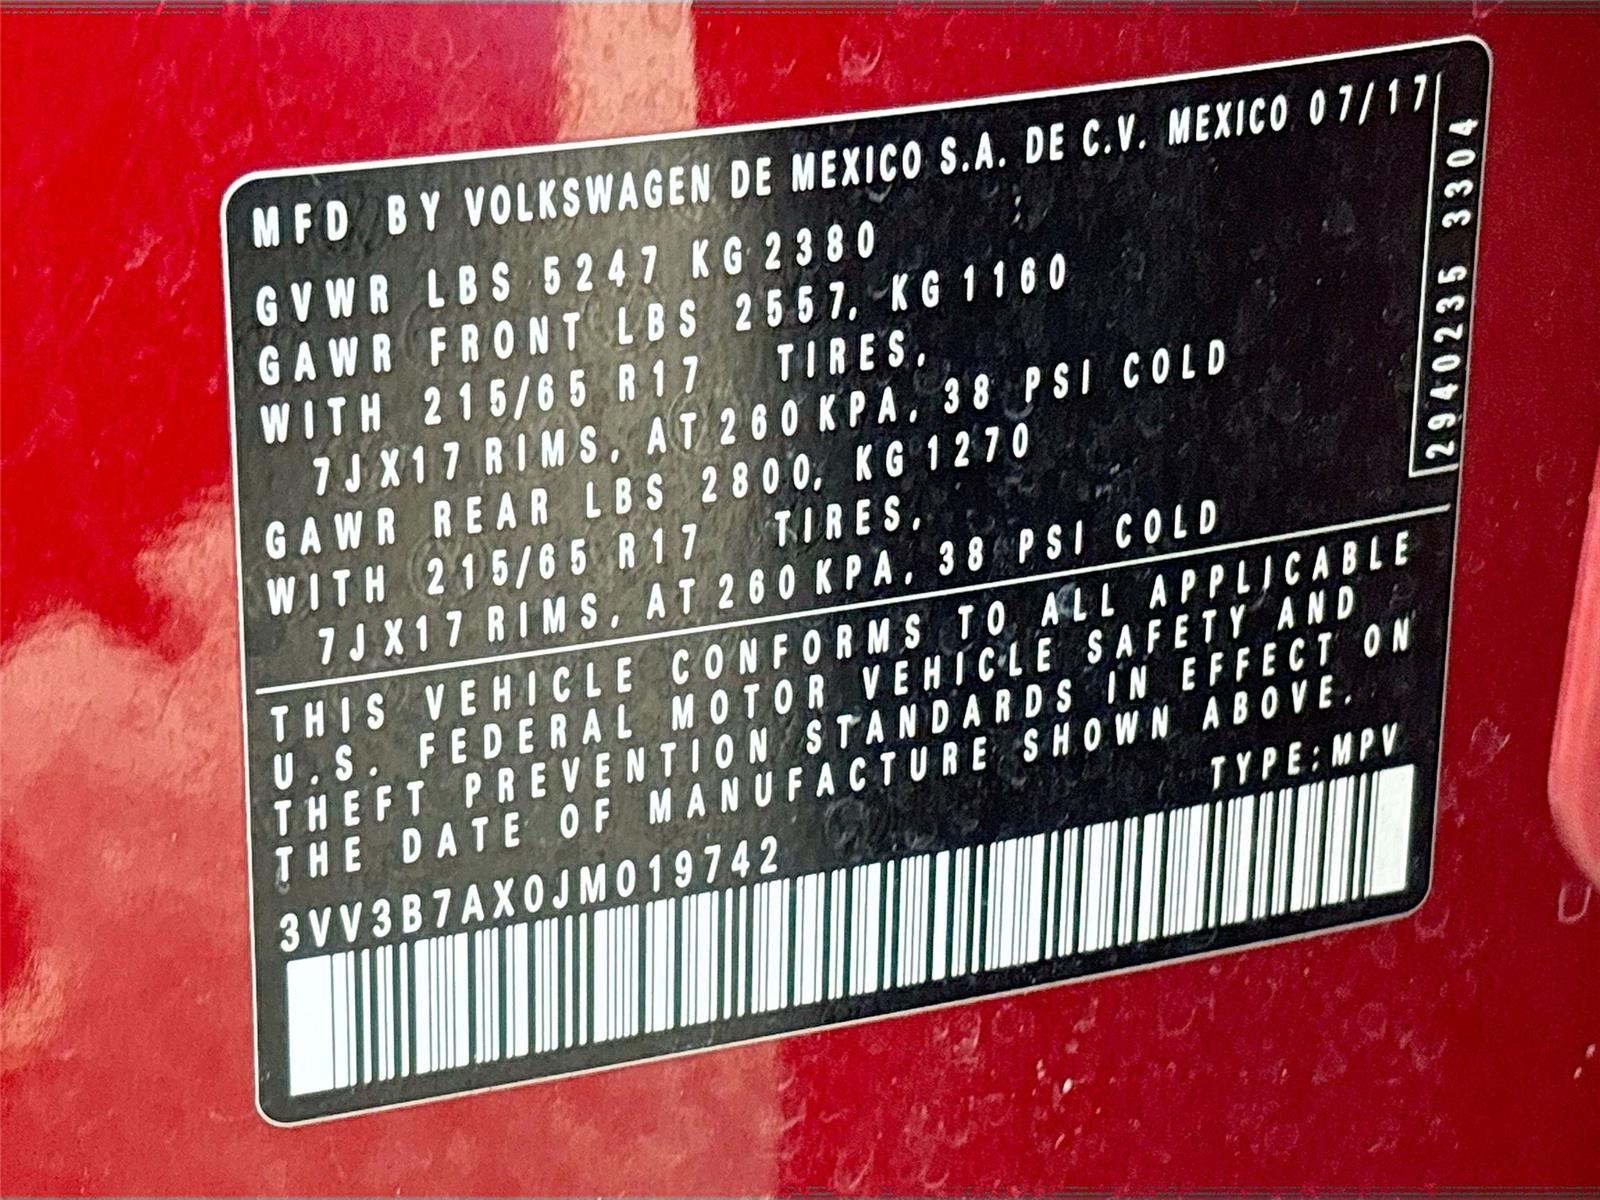 MFD BY VOLKSWAGEN DE MEXICO S.A. DE C.V. MEXICO 07/17
GVWR LBS 5247 KG 2380
GAWR FRONT LBS 2557, KG 1160
WITH 215/65 R17 TIRES,
7JX17 RIMS, AT 260 KPA, 38 PSI COLD
GAWR REAR LBS 2800, KG 1270
WITH 215/65 R17 TIRES,
7JX17 RIMS, AT 260 KPA, 38 PSI COLD
2940235 3304
THIS VEHICLE CONFORMS TO ALL APPLICABLE
U.S. FEDERAL MOTOR VEHICLE SAFETY AND
THEFT PREVENTION STANDARDS IN EFFECT ON
THE DATE OF MANUFACTURE SHOWN ABOVE.
TYPE:MPV
3VV3B7AX0JM019742